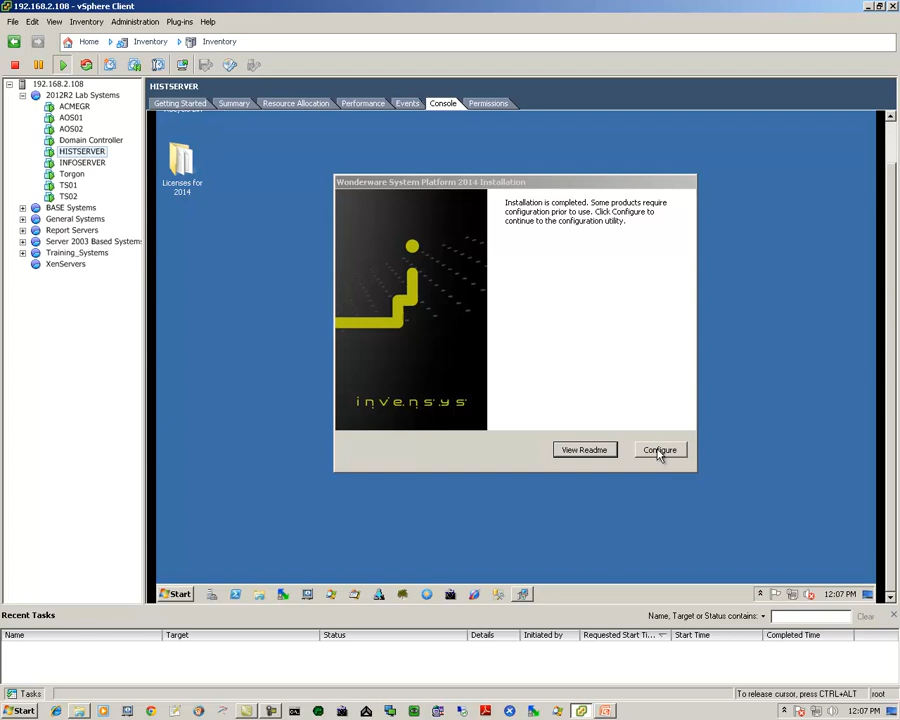 192.168.2.108 - vSphere Client
File Edit View Inventory Administration Plug-ins Help
Home Inventory Inventory
192.168.2.108
2012R2 Lab Systems
ACMEGR
AOS01
AOS02
Domain Controller
HISTSERVER
INFOSERVER
Torgon
TS01
TS02
BASE Systems
General Systems
Report Servers
Server 2003 Based Systems
Training_Systems
XenServers
HISTSERVER
Getting Started Summary Resource Allocation Performance Events Console Permissions
Licenses for
2014
Wonderware System Platform 2014 Installation
Installation is completed. Some products require
configuration prior to use. Click Configure to
continue to the configuration utility.
invensys
View Readme Configure
Start 12:07 PM
Recent Tasks
Name, Target or Status contains: Clear
Name Target Status Details Initiated by Requested Start Ti... Start Time Completed Time
Tasks To release cursor, press CTRL+ALT root
Start 12:07 PM